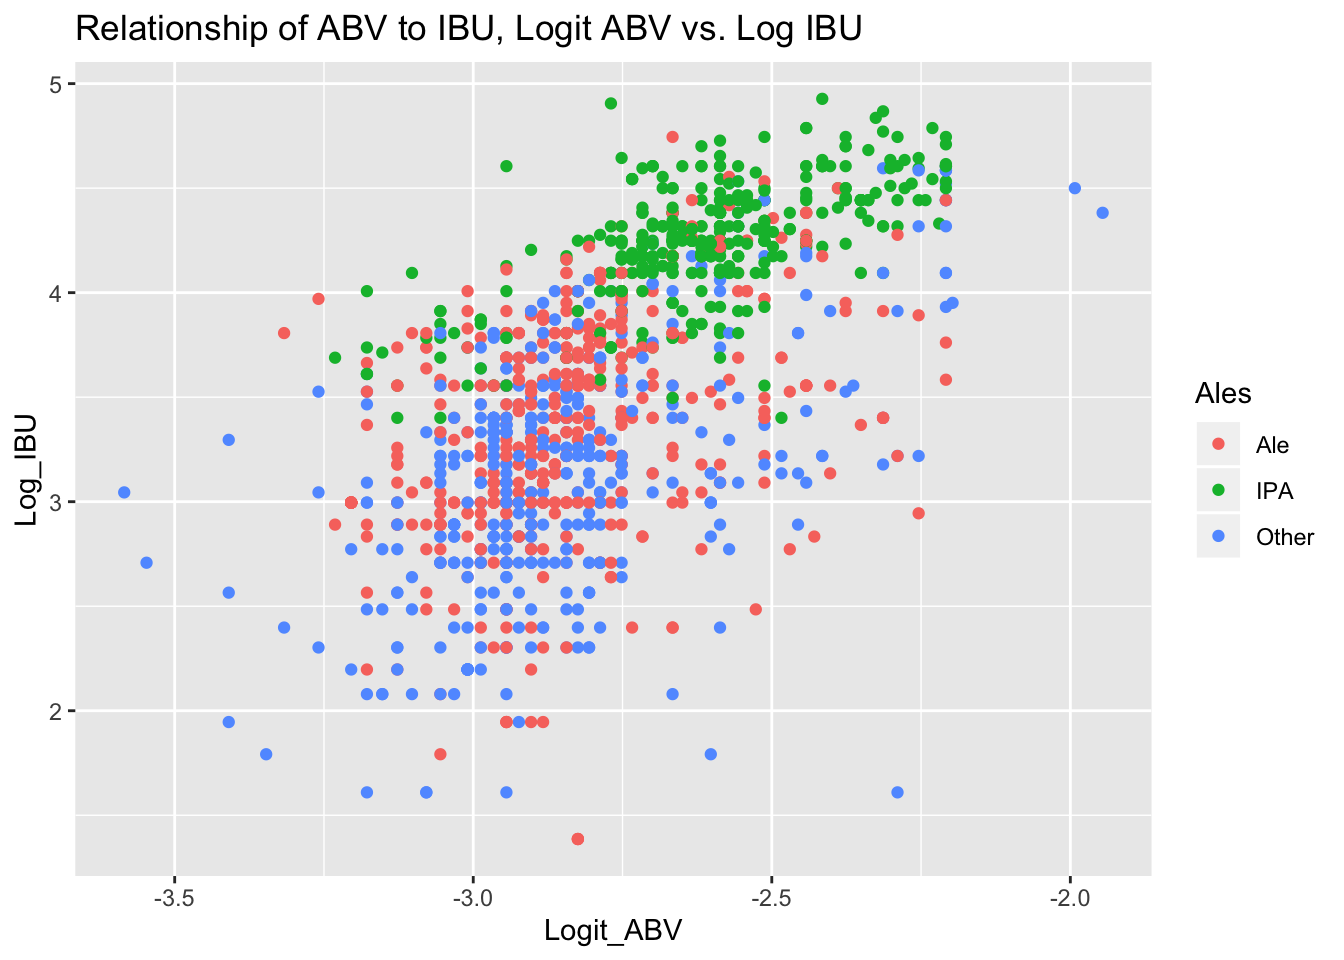 Relationship of ABV to IBU, Logit ABV vs. Log IBU
5
4
3
2
Log_IBU
-3.5
-3.0
-2.5
-2.0
Logit_ABV
Ales
Ale
IPA
Other